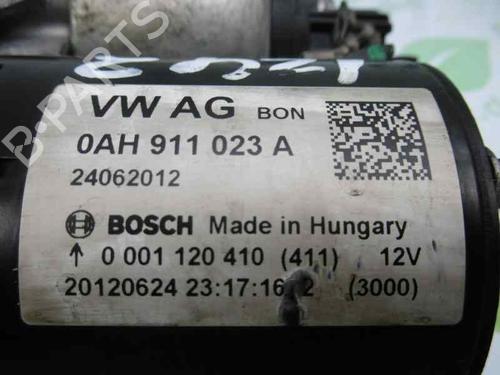 VW AG BON
0AH 911 023 A
24062012
BOSCH Made in Hungary
↑ 0 001 120 410 (411) 12V
20120624 23:17:16 2 (3000)
B-PARTS